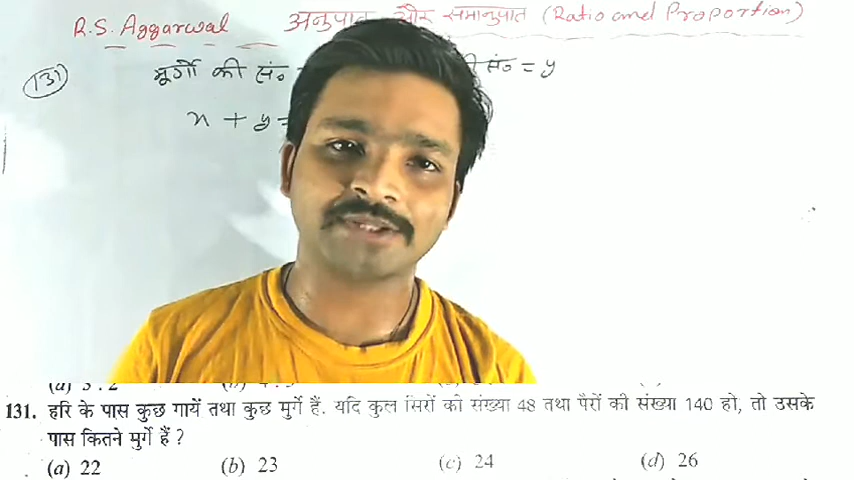 R.S. Aggarwal अनुपात और समानुपात (Ratio and Proportion)
(131) मुर्गो की सं० सं० = y
x + y =
131. हरि के पास कुछ गायें तथा कुछ मुर्गे हैं. यदि कुल सिरों की संख्या 48 तथा पैरों की संख्या 140 हो, तो उसके
पास कितने मुर्गे हैं ?
(a) 22 (b) 23 (c) 24 (d) 26